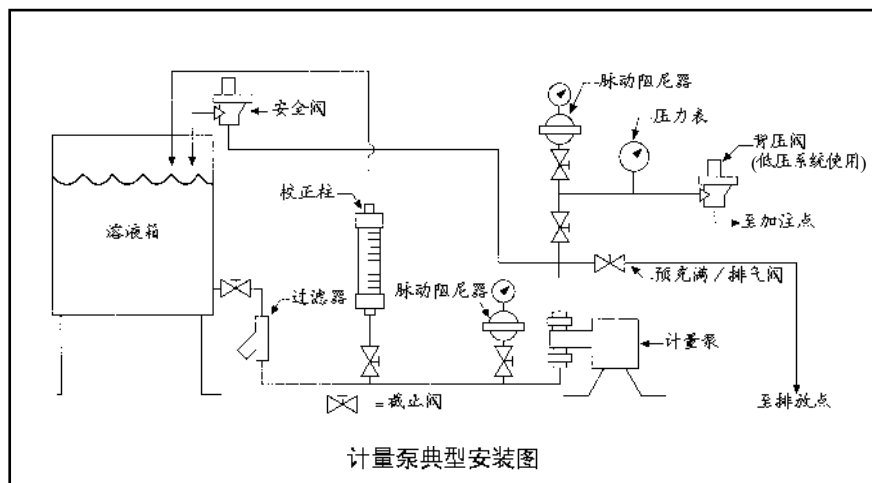 脉动阻尼器
安全阀
压力表
背压阀
(低压系统使用)
校正柱
溶液箱
至加注点
过滤器
脉动阻尼器
预充满/排气阀
计量泵
=截止阀
至排放点
计量泵典型安装图